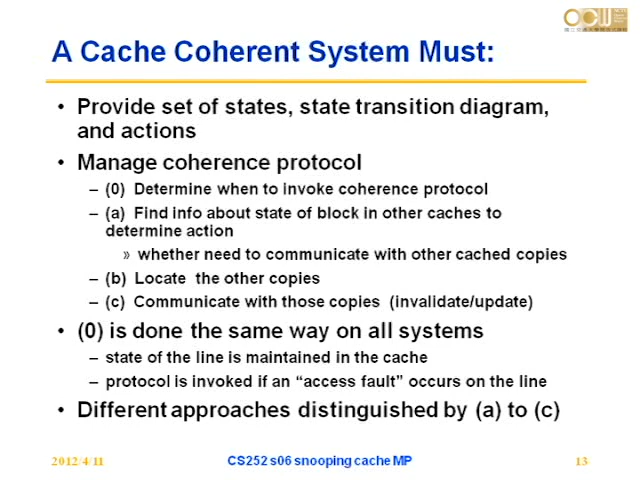 A Cache Coherent System Must:
• Provide set of states, state transition diagram,
and actions
• Manage coherence protocol
– (0) Determine when to invoke coherence protocol
– (a) Find info about state of block in other caches to
determine action
» whether need to communicate with other cached copies
– (b) Locate the other copies
– (c) Communicate with those copies (invalidate/update)
• (0) is done the same way on all systems
– state of the line is maintained in the cache
– protocol is invoked if an “access fault” occurs on the line
• Different approaches distinguished by (a) to (c)
2012/4/11
CS252 s06 snooping cache MP
13